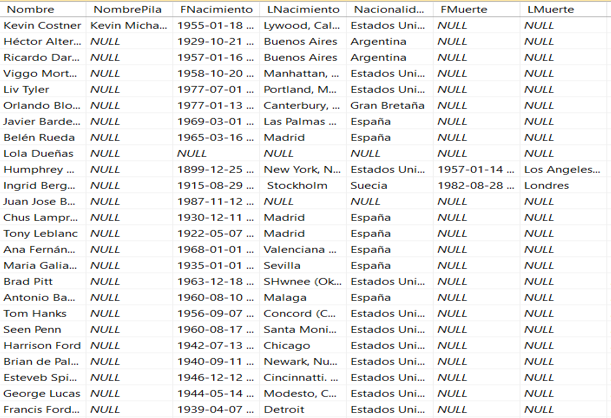 Nombre NombrePila FNacimiento LNacimiento Nacionalid... FMuerte LMuerte
Kevin Costner Kevin Micha... 1955-01-18 ... Lywood, Cal... Estados Uni... NULL NULL
Héctor Alter... NULL 1929-10-21 ... Buenos Aires Argentina NULL NULL
Ricardo Dar... NULL 1957-01-16 ... Buenos Aires Argentina NULL NULL
Viggo Mort... NULL 1958-10-20 ... Manhattan, ... Estados Uni... NULL NULL
Liv Tyler NULL 1977-07-01 ... Portland, M... Estados Uni... NULL NULL
Orlando Blo... NULL 1977-01-13 ... Canterbury, ... Gran Bretaña NULL NULL
Javier Barde... NULL 1969-03-01 ... Las Palmas ... España NULL NULL
Belén Rueda NULL 1965-03-16 ... Madrid España NULL NULL
Lola Dueñas NULL NULL NULL NULL NULL NULL
Humphrey ... NULL 1899-12-25 ... New York, N... Estados Uni... 1957-01-14 ... Los Angeles...
Ingrid Berg... NULL 1915-08-29 ... Stockholm Suecia 1982-08-28 ... Londres
Juan Jose B... NULL 1987-11-12 ... NULL NULL NULL NULL
Chus Lampr... NULL 1930-12-11 ... Madrid España NULL NULL
Tony Leblanc NULL 1922-05-07 ... Madrid España NULL NULL
Ana Fernán... NULL 1968-01-01 ... Valenciana ... España NULL NULL
María Galia... NULL 1935-01-01 ... Sevilla España NULL NULL
Brad Pitt NULL 1963-12-18 ... SHwnee (Ok... Estados Uni... NULL NULL
Antonio Ba... NULL 1960-08-10 ... Malaga España NULL NULL
Tom Hanks NULL 1956-09-07 ... Concord (C... Estados Uni... NULL NULL
Seen Penn NULL 1960-08-17 ... Santa Moni... Estados Uni... NULL NULL
Harrison Ford NULL 1942-07-13 ... Chicago Estados Uni... NULL NULL
Brian de Pal... NULL 1940-09-11 ... Newark, Nu... Estados Uni... NULL NULL
Esteveb Spi... NULL 1946-12-12 ... Cincinnatti. ... Estados Uni... NULL NULL
George Lucas NULL 1944-05-14 ... Modesto, C... Estados Uni... NULL NULL
Francis Ford... NULL 1939-04-07 ... Detroit Estados Uni... NULL NULL